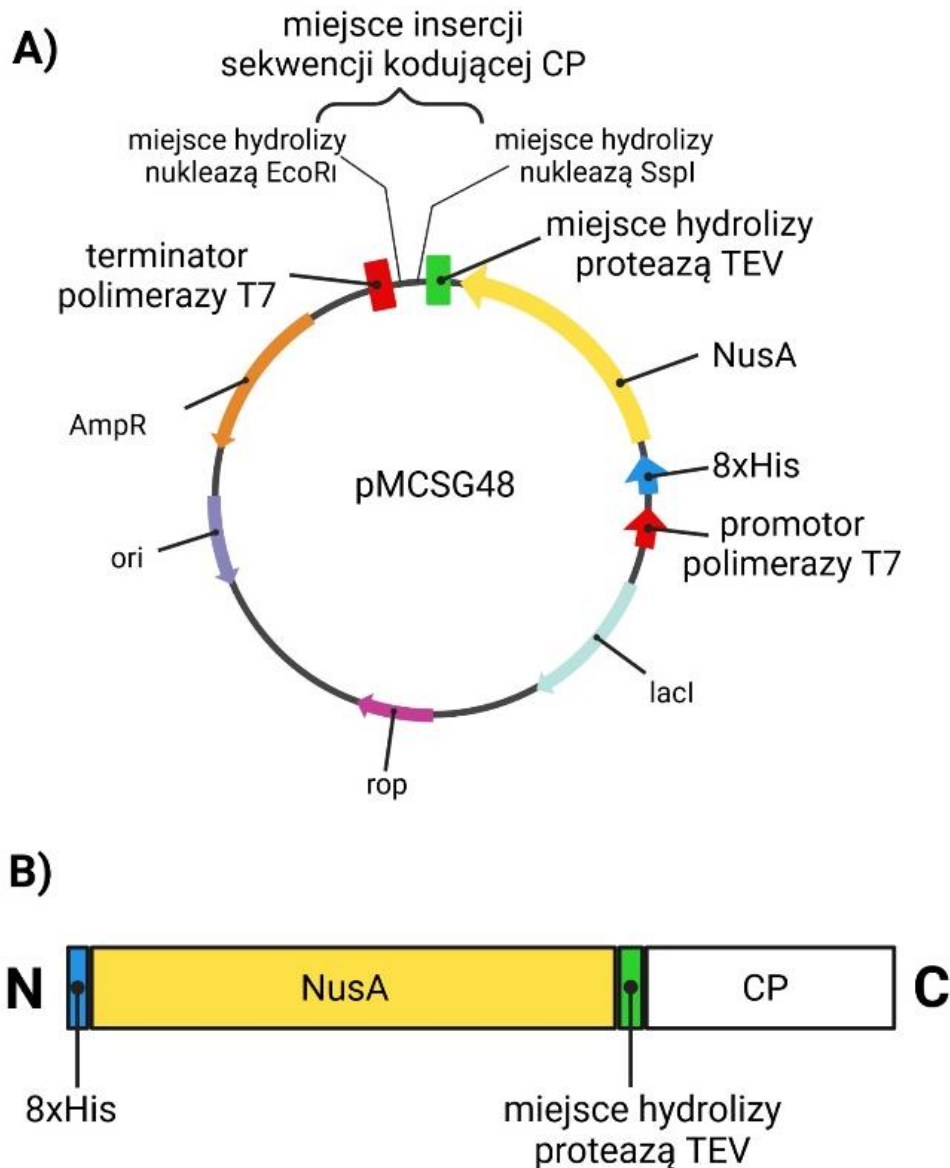 A)
miejsce insercji
sekwencji kodującej CP
miejsce hydrolizy
nukleazą EcoRI
miejsce hydrolizy
nukleazą SspI
terminator
polimerazy T7
miejsce hydrolizy
proteazą TEV
NusA
AmpR
8xHis
pMCSG48
promotor
polimerazy T7
ori
lacI
rop
B)
N
NusA
CP
C
8xHis
miejsce hydrolizy
proteazą TEV